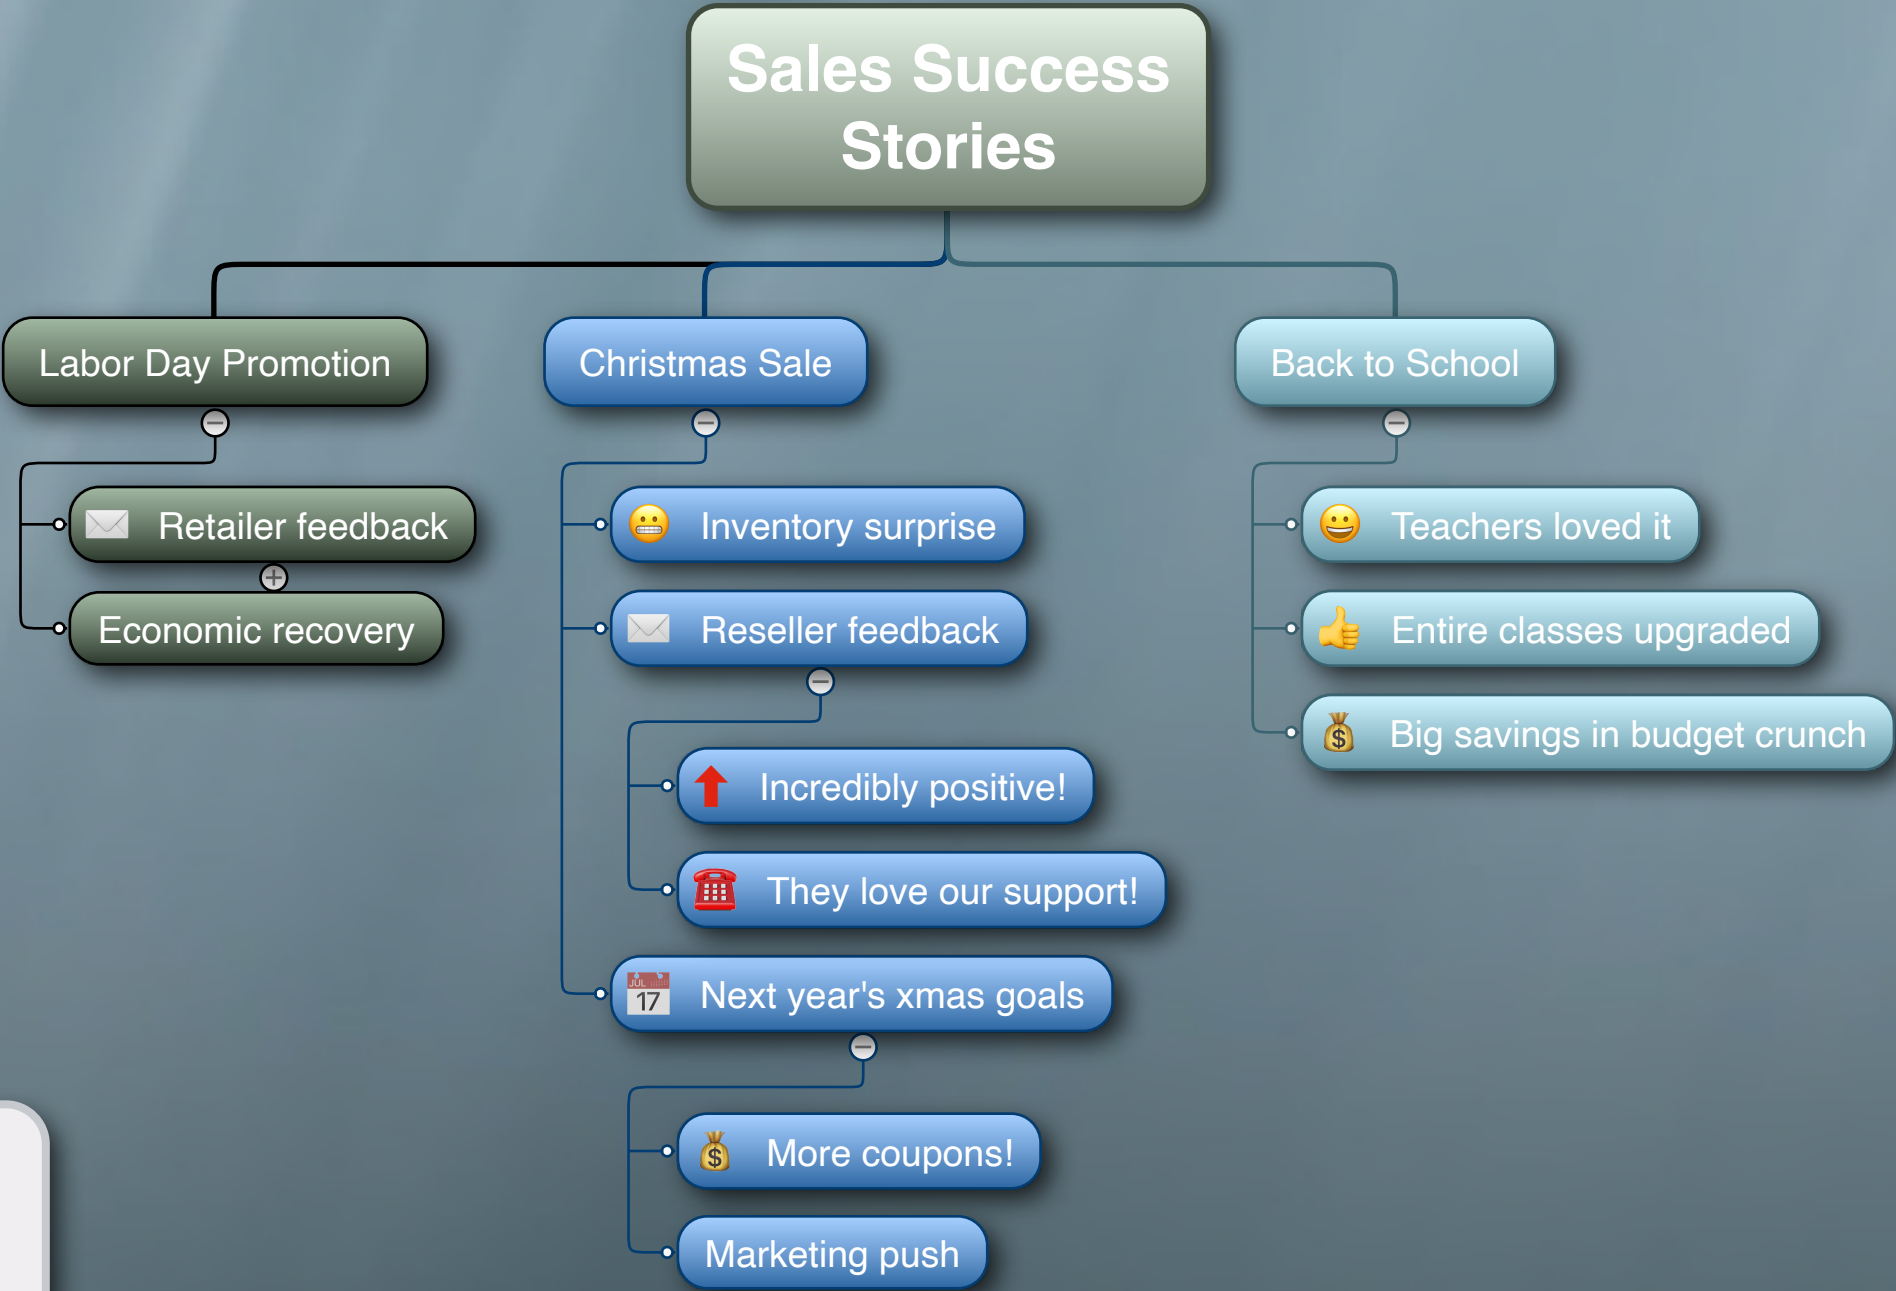 Sales Success
Stories
Labor Day Promotion
Retailer feedback
Economic recovery
Christmas Sale
Inventory surprise
Reseller feedback
Incredibly positive!
They love our support!
JUL
17
Next year's xmas goals
$
More coupons!
Marketing push
Back to School
Teachers loved it
Entire classes upgraded
$
Big savings in budget crunch